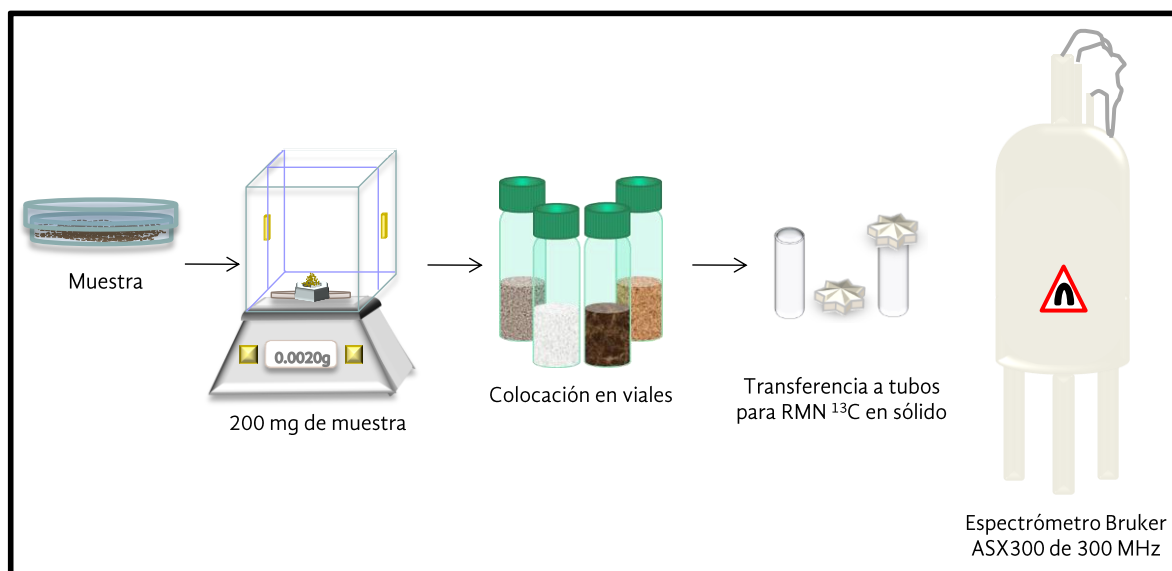 Muestra
0.0020g
200 mg de muestra
Colocación en viales
Transferencia a tubos
para RMN ¹³C en sólido
Espectrómetro Bruker
ASX300 de 300 MHz